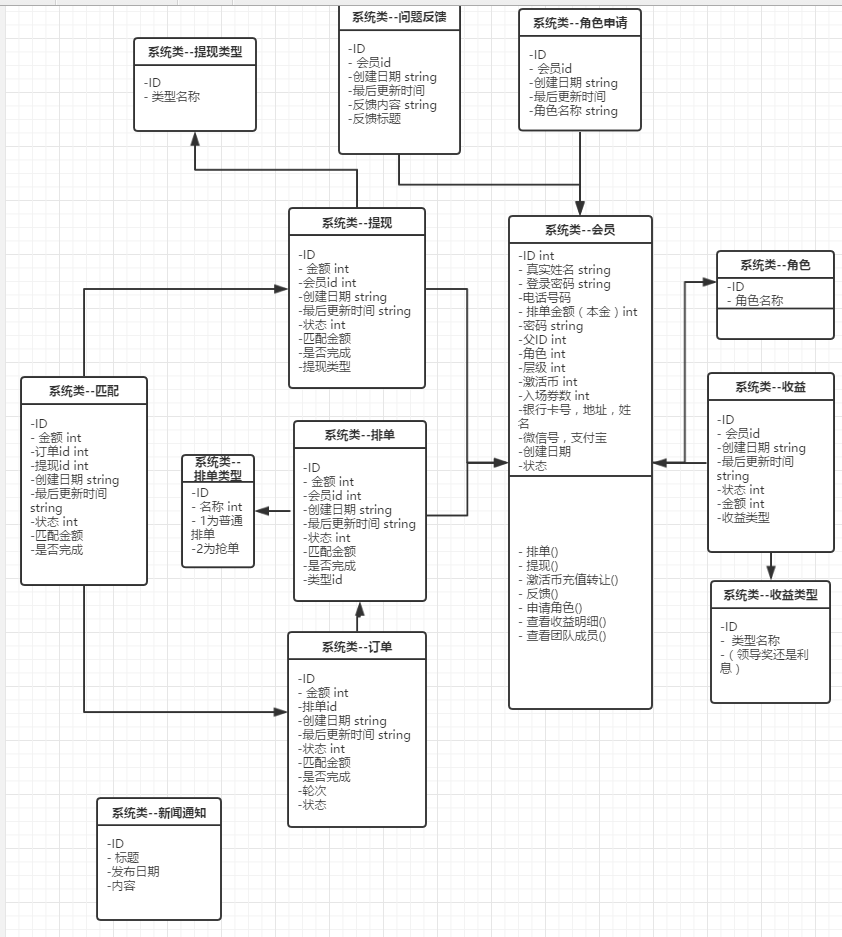 系统类--提现类型
-ID
- 类型名称
系统类--问题反馈
-ID
- 会员id
-创建日期 string
-最后更新时间
-反馈内容 string
-反馈标题
系统类--角色申请
-ID
- 会员id
-创建日期 string
-最后更新时间
-角色名称 string
系统类--提现
-ID
- 金额 int
-会员id int
-创建日期 string
-最后更新时间 string
-状态 int
-匹配金额
-是否完成
-提现类型
系统类--会员
-ID int
- 真实姓名 string
- 登录密码 string
-电话号码
- 排单金额（本金）int
-密码 string
-父ID int
-角色 int
-层级 int
-激活币 int
-入场券数 int
-银行卡号，地址，姓
名
-微信号，支付宝
-创建日期
-状态
- 排单()
- 提现()
- 激活币充值转让()
- 反馈()
- 申请角色()
- 查看收益明细()
- 查看团队成员()
系统类--角色
-ID
- 角色名称
系统类--匹配
-ID
- 金额 int
-订单id int
-提现id int
-创建日期 string
-最后更新时间
string
-状态 int
-匹配金额
-是否完成
系统类--
排单类型
-ID
- 名称 int
- 1为普通
排单
-2为抢单
系统类--排单
-ID
- 金额 int
-会员id int
-创建日期 string
-最后更新时间 string
-状态 int
-匹配金额
-是否完成
-类型id
系统类--收益
-ID
- 会员id
-创建日期 string
-最后更新时间
string
-状态 int
-金额 int
-收益类型
系统类--收益类型
-ID
- 类型名称
-（领导奖还是利
息）
系统类--订单
-ID
- 金额 int
-排单id
-创建日期 string
-最后更新时间 string
-状态 int
-匹配金额
-是否完成
-轮次
-状态
系统类--新闻通知
-ID
- 标题
-发布日期
-内容